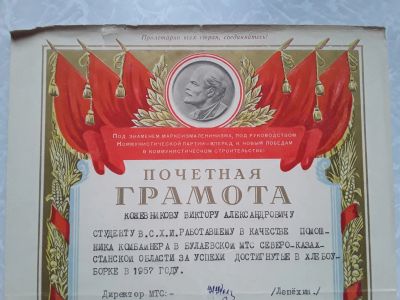 Пролетарии всех стран, соединяйтесь!
Под знаменем марксизма-ленинизма, под руководством
Коммунистической партии—вперед, к новым победам
в коммунистическом строительстве!
ПОЧЕТНАЯ
ГРАМОТА
КОЖЕВНИКОВУ ВИКТОРУ АЛЕКСАНДРОВИЧУ
СТУДЕНТУ В.С.Х.И. РАБОТАВШЕМУ В КАЧЕСТВЕ ПОМОЩ-
НИКА КОМБАЙНЕРА В БУЛАЕВСКОЙ МТС СЕВЕРО-КАЗАХ-
СТАНСКОЙ ОБЛАСТИ ЗА УСПЕХИ ДОСТИГНУТЫЕ В ХЛЕБОУ-
БОРКЕ В 1957 ГОДУ.
Директор МТС:- /Лепёхин./